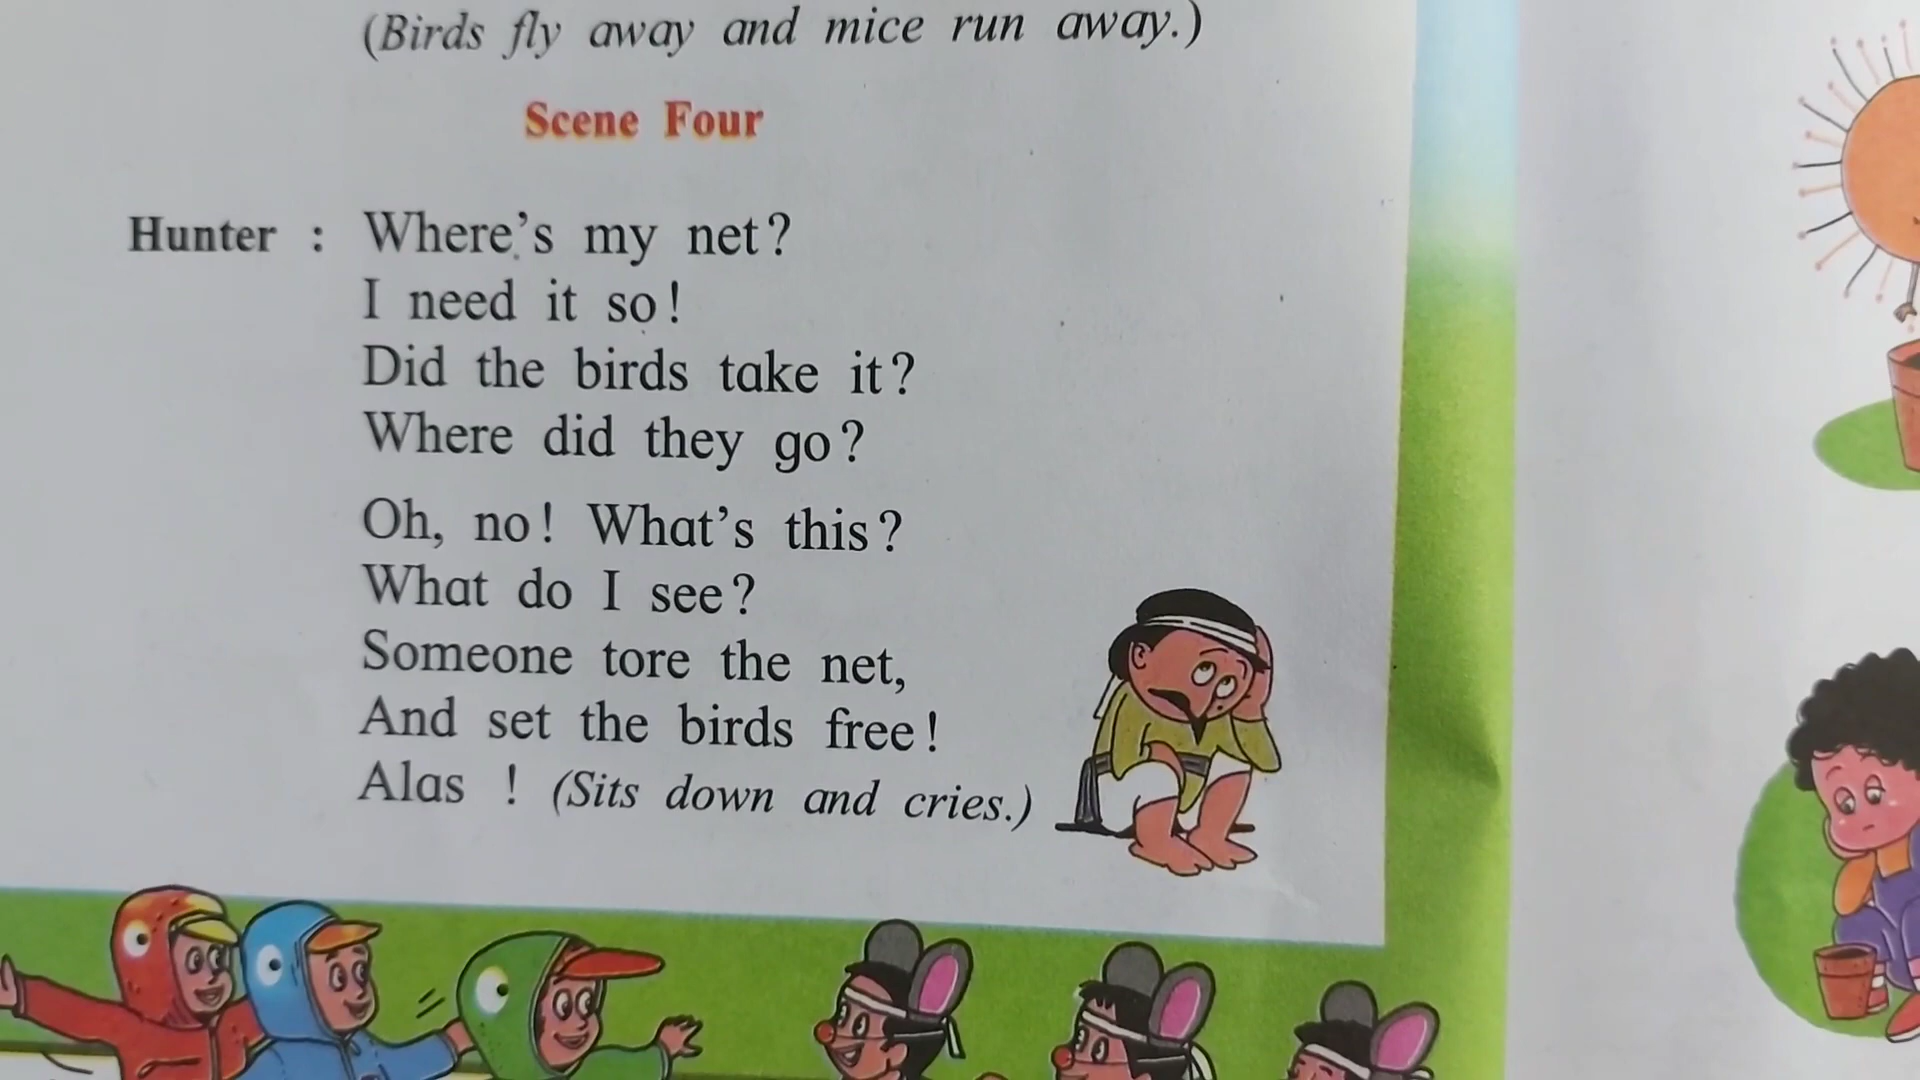 (Birds fly away and mice run away.)
Scene Four
Hunter : Where's my net?
I need it so!
Did the birds take it?
Where did they go?
Oh, no! What's this?
What do I see?
Someone tore the net,
And set the birds free!
Alas ! (Sits down and cries.)